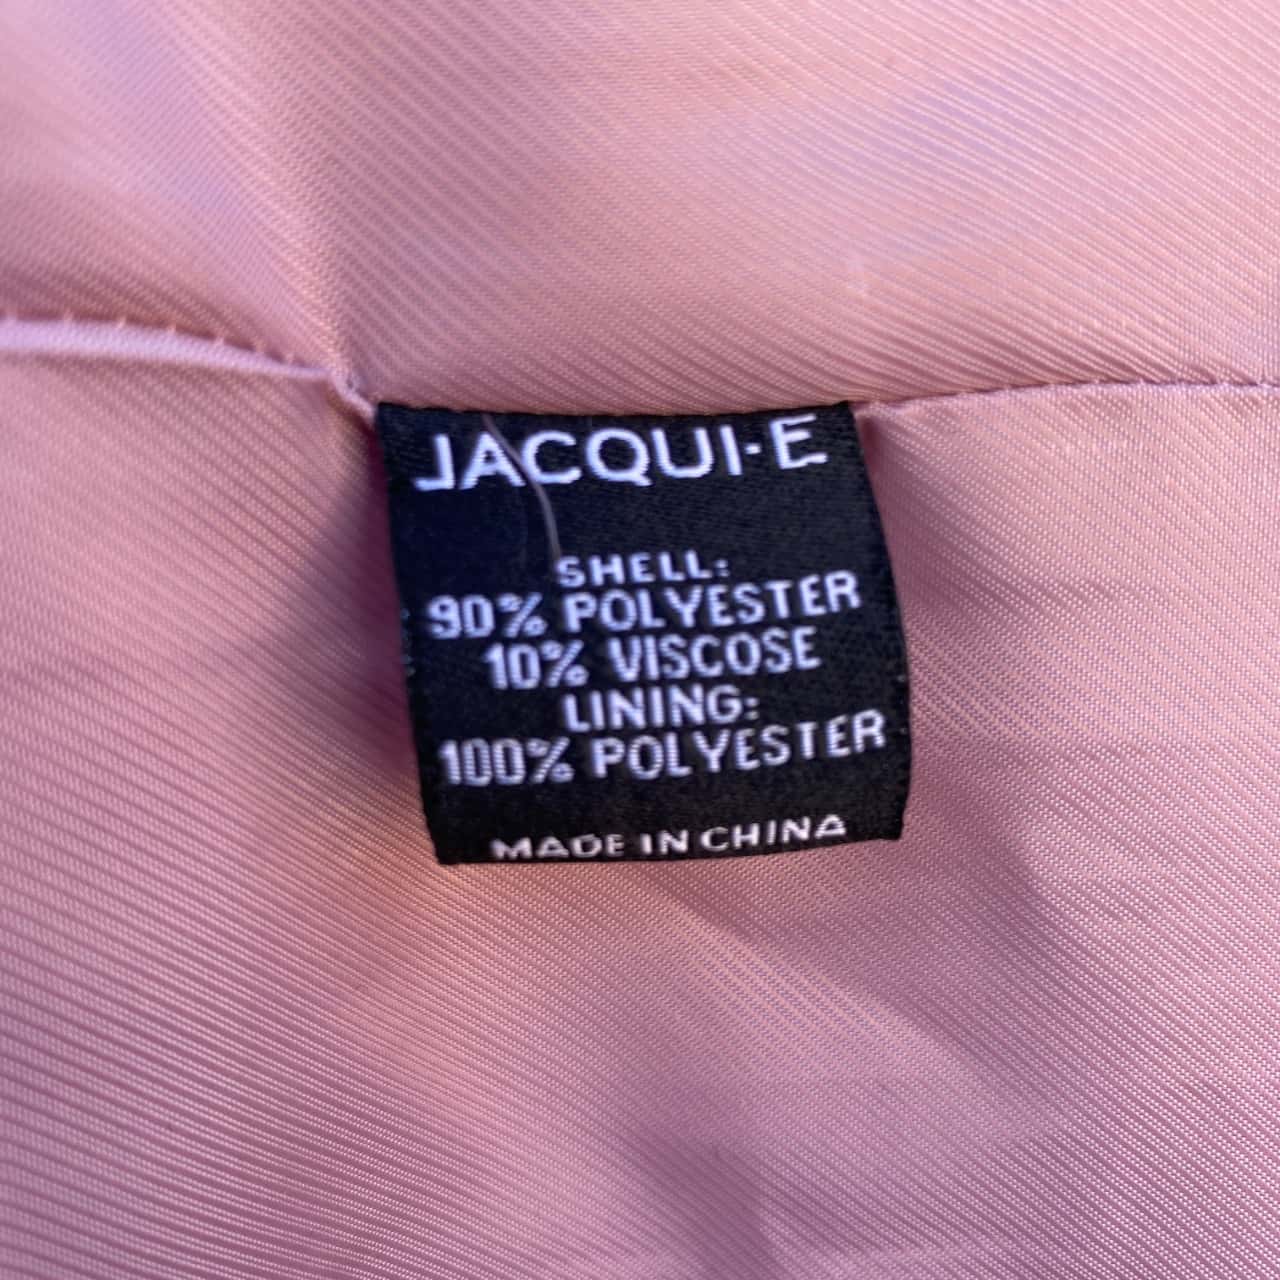 JACQUI·E
SHELL:
90% POLYESTER
10% VISCOSE
LINING:
100% POLYESTER
MADE IN CHINA